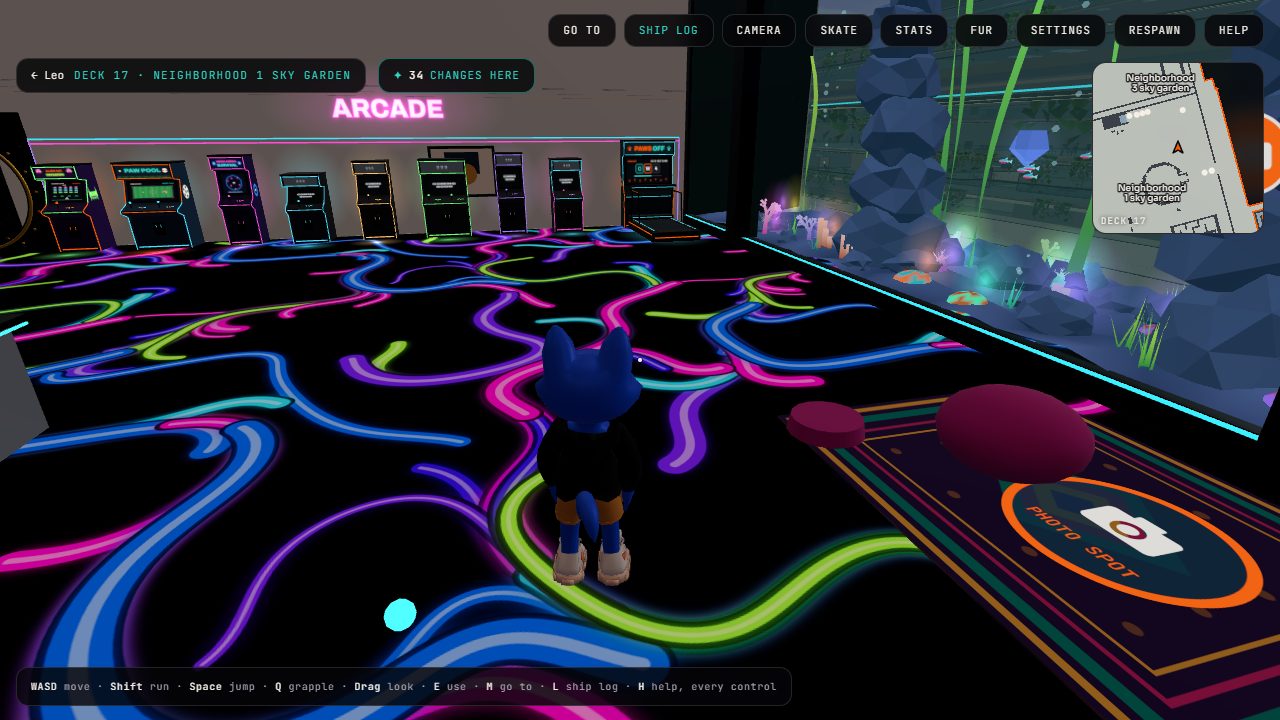 GO TO
SHIP LOG
CAMERA
SKATE
STATS
FUR
SETTINGS
RESPAWN
HELP
← Leo DECK 17 · NEIGHBORHOOD 1 SKY GARDEN
✦ 34 CHANGES HERE
Neighborhood
3 sky garden
Neighborhood
1 sky garden
DECK 17
ARCADE
PAW POOL
PAWS OFF
PHOTO SPOT
WASD move · Shift run · Space jump · Q grapple · Drag look · E use · M go to · L ship log · H help, every control